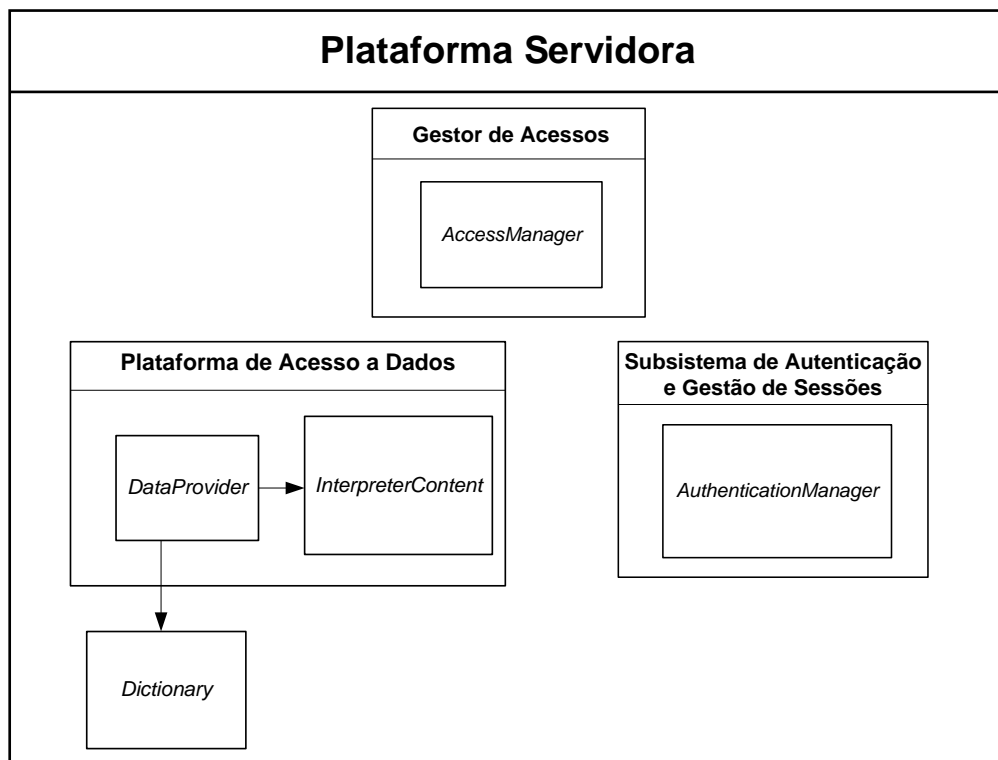 Plataforma Servidora
Gestor de Acessos
AccessManager
Plataforma de Acesso a Dados
DataProvider
InterpreterContent
Subsistema de Autenticação
e Gestão de Sessões
AuthenticationManager
Dictionary